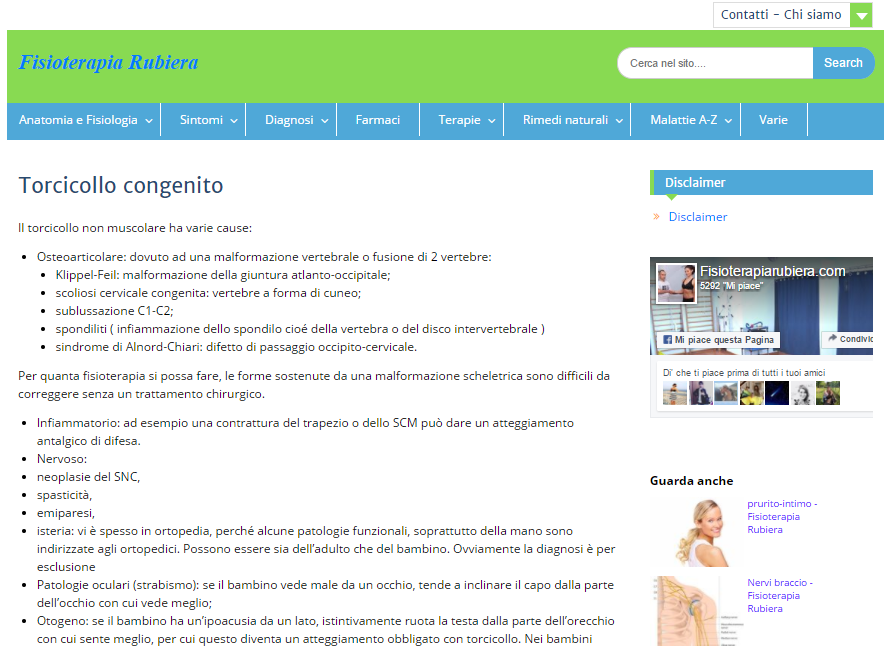 Contatti – Chi siamo
Fisioterapia Rubiera
Cerca nel sito....
Search
Anatomia e Fisiologia
Sintomi
Diagnosi
Farmaci
Terapie
Rimedi naturali
Malattie A-Z
Varie
Torcicollo congenito
Il torcicollo non muscolare ha varie cause:
Osteoarticolare: dovuto ad una malformazione vertebrale o fusione di 2 vertebre:
Klippel-Feil: malformazione della giuntura atlanto-occipitale;
scoliosi cervicale congenita: vertebre a forma di cuneo;
sublussazione C1-C2;
spondiliti ( infiammazione dello spondilo cioé della vertebra o del disco intervertebrale )
sindrome di Alnord-Chiari: difetto di passaggio occipito-cervicale.
Per quanta fisioterapia si possa fare, le forme sostenute da una malformazione scheletrica sono difficili da
correggere senza un trattamento chirurgico.
Infiammatorio: ad esempio una contrattura del trapezio o dello SCM può dare un atteggiamento
antalgico di difesa.
Nervoso:
neoplasie del SNC,
spasticità,
emiparesi,
isteria: vi è spesso in ortopedia, perché alcune patologie funzionali, soprattutto della mano sono
indirizzate agli ortopedici. Possono essere sia dell'adulto che del bambino. Ovviamente la diagnosi è per
esclusione
Patologie oculari (strabismo): se il bambino vede male da un occhio, tende a inclinare il capo dalla parte
dell'occhio con cui vede meglio;
Otogeno: se il bambino ha un'ipoacusia da un lato, istintivamente ruota la testa dalla parte dell'orecchio
con cui sente meglio, per cui questo diventa un atteggiamento obbligato con torcicollo. Nei bambini
Disclaimer
Disclaimer
Fisioterapiarubiera.com
5292 "Mi piace"
Mi piace questa Pagina
Condivid
Di' che ti piace prima di tutti i tuoi amici
Guarda anche
prurito-intimo -
Fisioterapia
Rubiera
Nervi braccio -
Fisioterapia
Rubiera